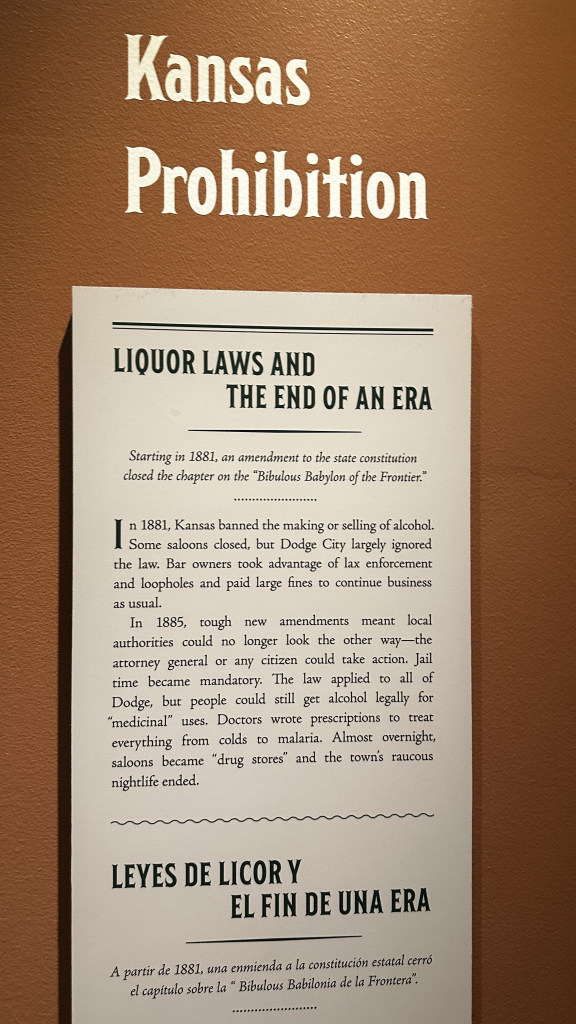 Kansas
Prohibition
LIQUOR LAWS AND
THE END OF AN ERA
Starting in 1881, an amendment to the state constitution
closed the chapter on the “Bibulous Babylon of the Frontier.”
In 1881, Kansas banned the making or selling of alcohol.
Some saloons closed, but Dodge City largely ignored
the law. Bar owners took advantage of lax enforcement
and loopholes and paid large fines to continue business
as usual.
In 1885, tough new amendments meant local
authorities could no longer look the other way—the
attorney general or any citizen could take action. Jail
time became mandatory. The law applied to all of
Dodge, but people could still get alcohol legally for
“medicinal” uses. Doctors wrote prescriptions to treat
everything from colds to malaria. Almost overnight,
saloons became “drug stores” and the town's raucous
nightlife ended.
LEYES DE LICOR Y
EL FIN DE UNA ERA
A partir de 1881, una enmienda a la constitución estatal cerró
el capítulo sobre la “ Bibulous Babilonia de la Frontera”.